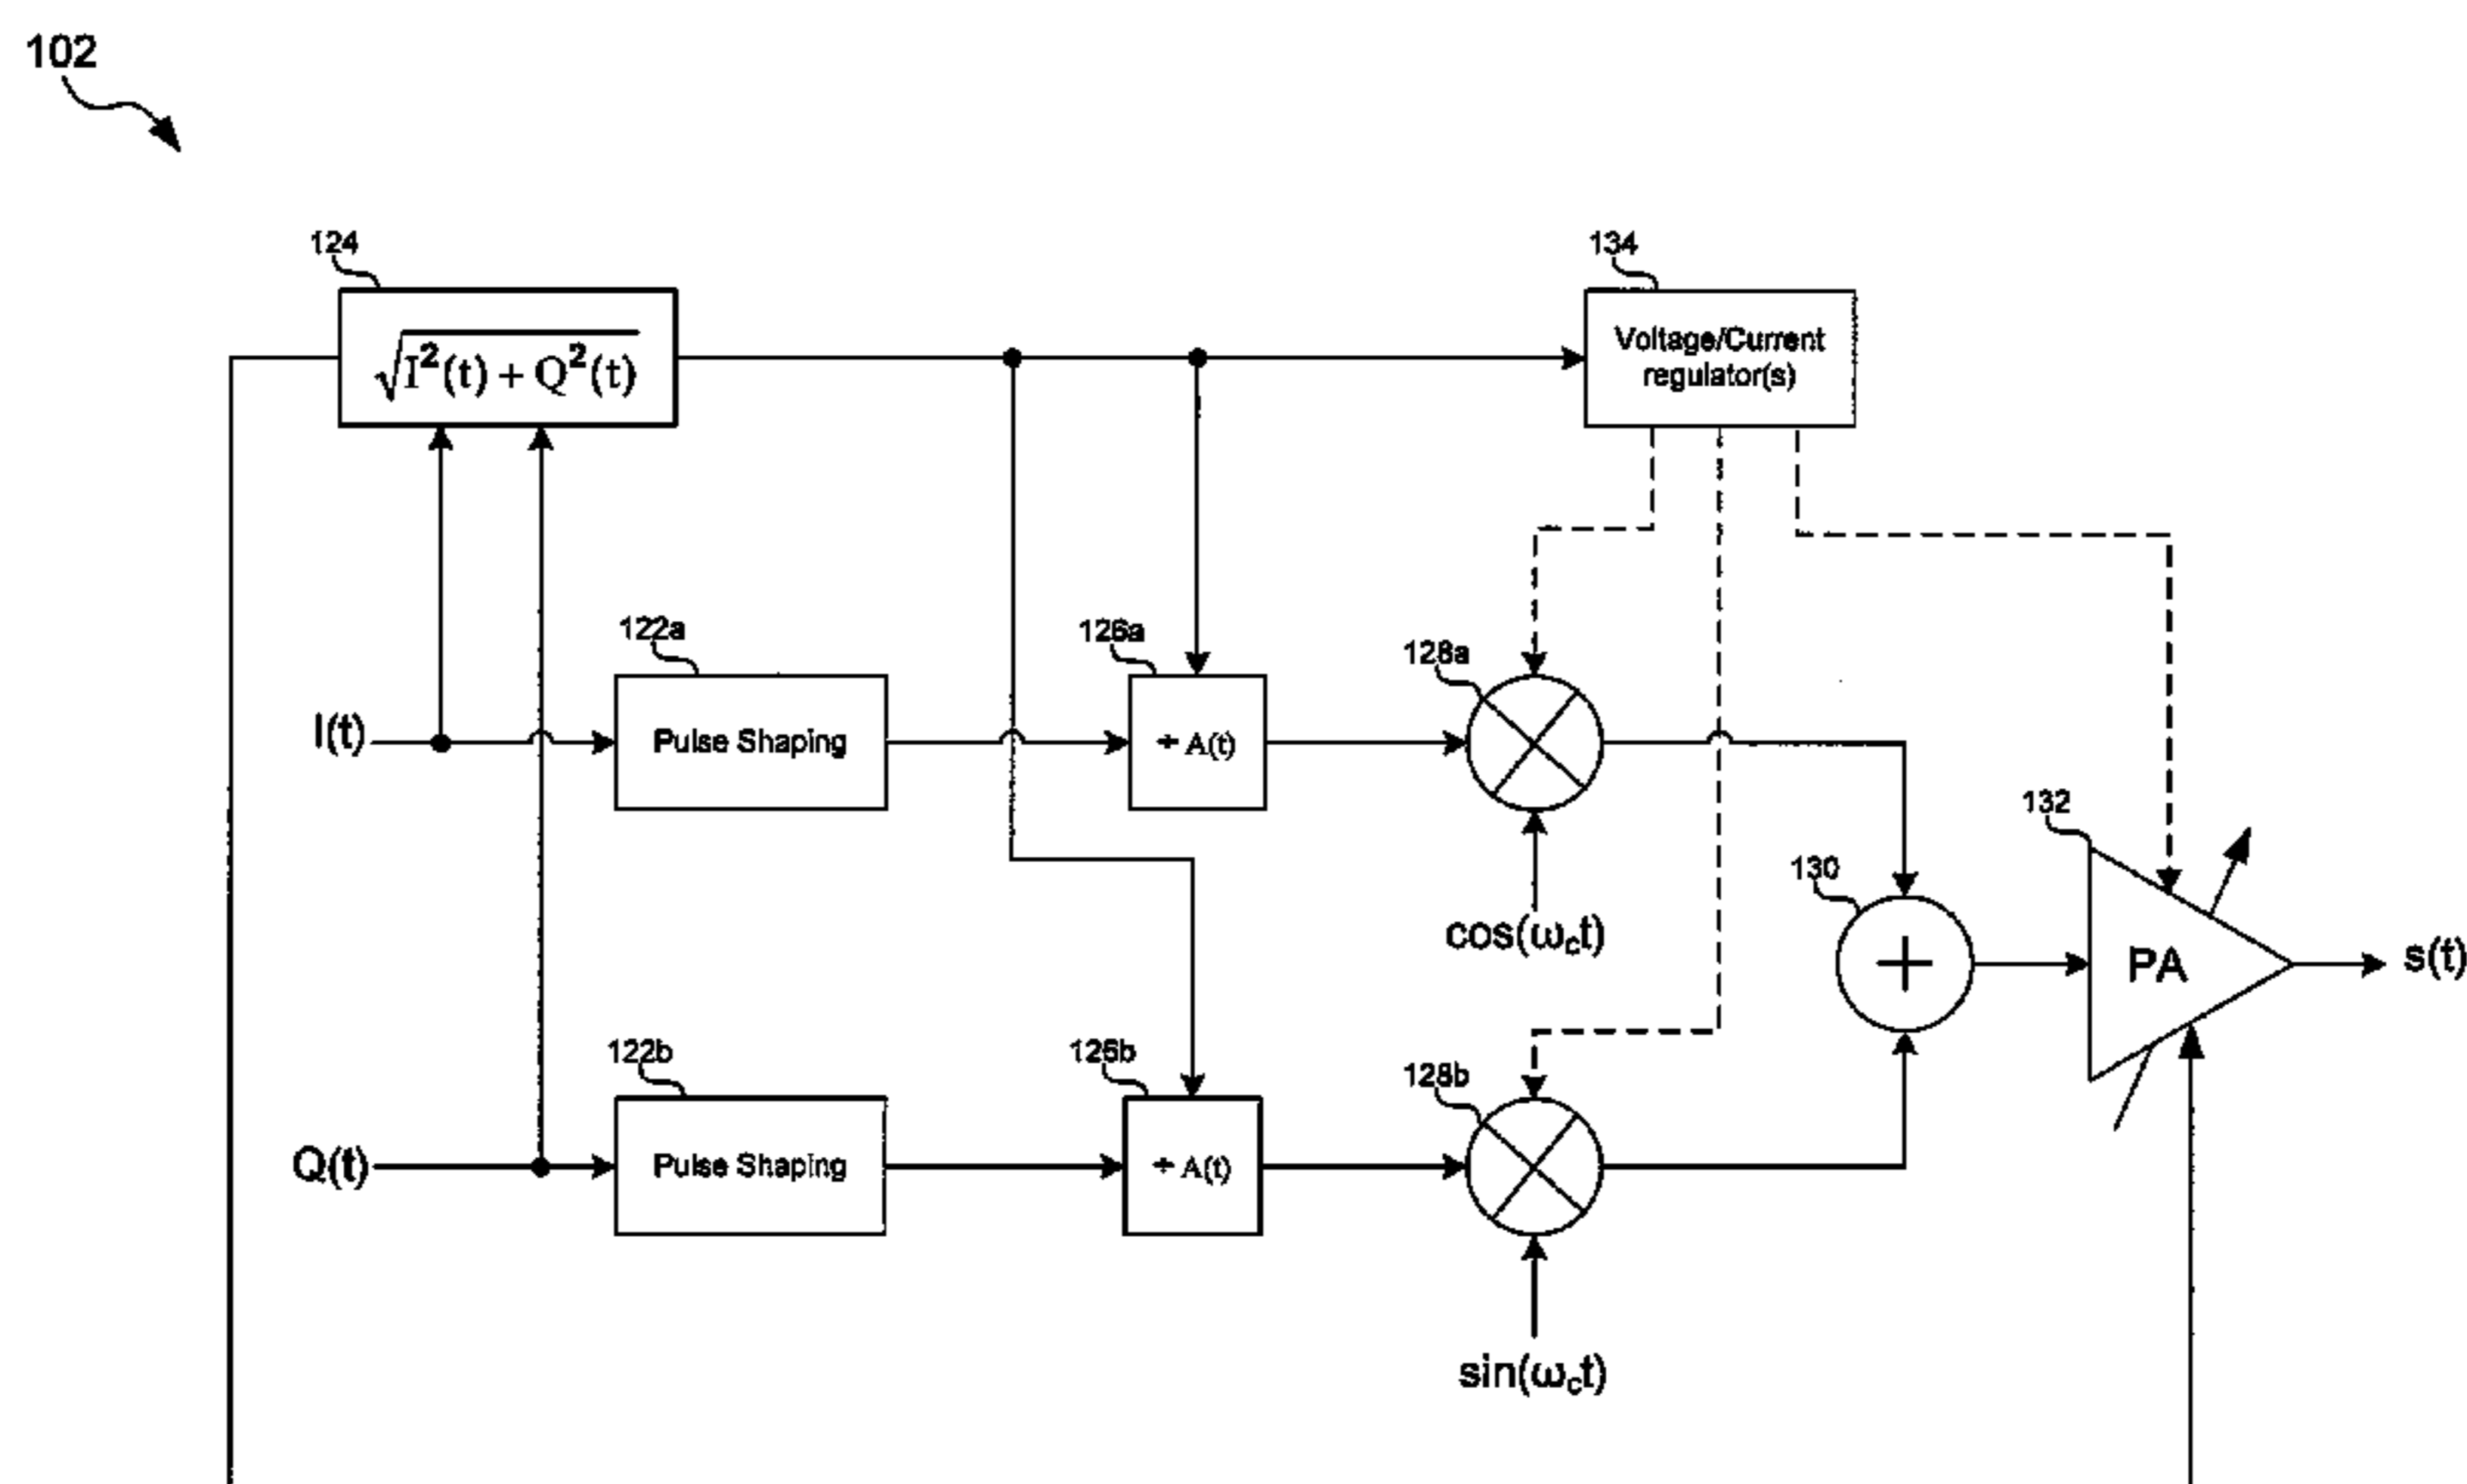 102
124
134
√I²(t) + Q²(t)
Voltage/Current
regulator(s)
122a
126a
128a
I(t)
Pulse Shaping
÷ A(t)
132
130
cos(ωct)
PA
s(t)
122b
126b
128b
Q(t)
Pulse Shaping
÷ A(t)
sin(ωct)